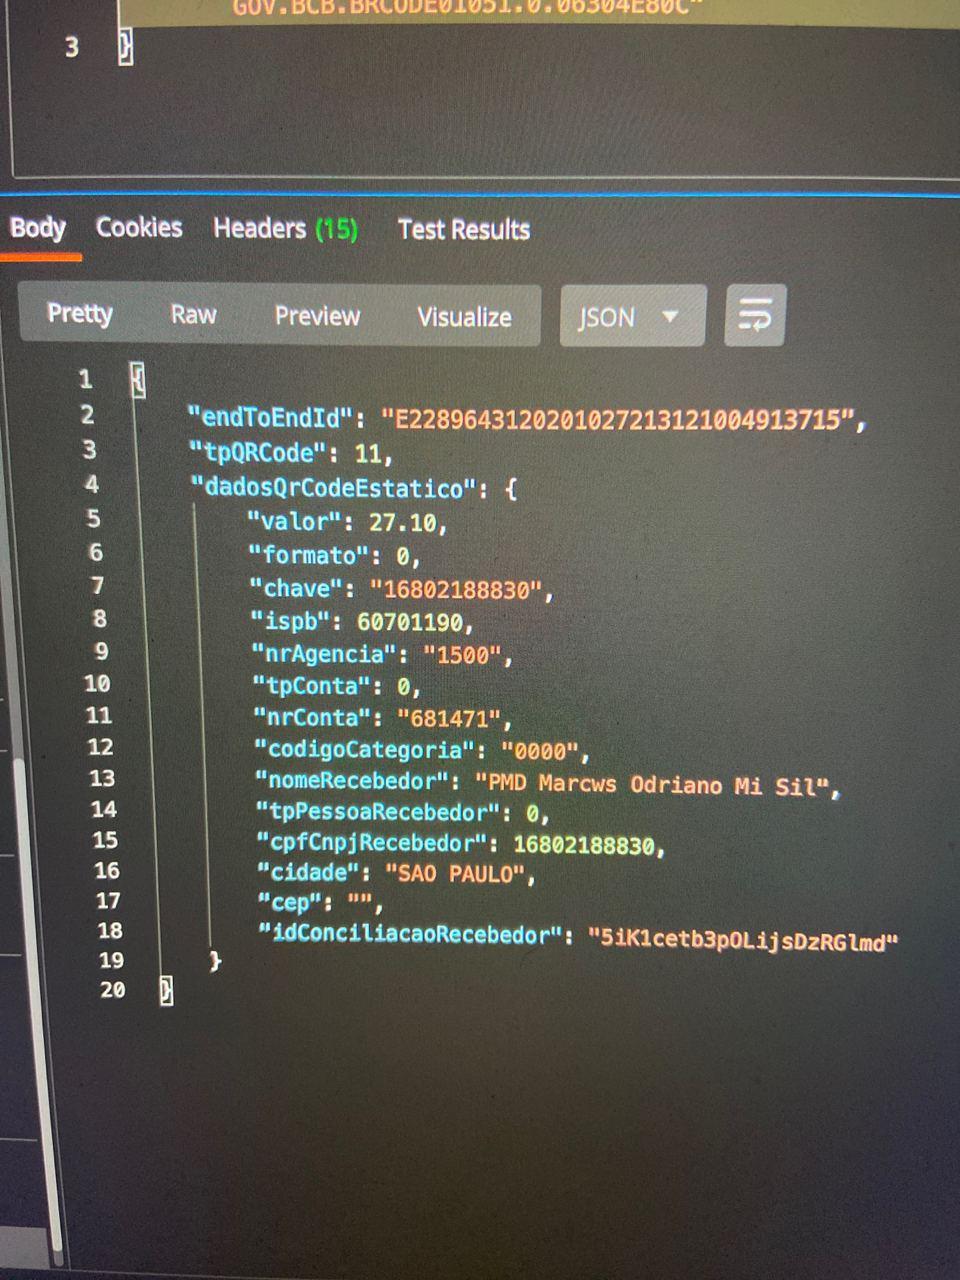 GOV.BCB.BRCODE01051.0.06304E80C"
3 }
Body Cookies Headers (15) Test Results
Pretty Raw Preview Visualize JSON
1 {
2 "endToEndId": "E2289643120201027213121004913715",
3 "tpQRCode": 11,
4 "dadosQrCodeEstatico": {
5 "valor": 27.10,
6 "formato": 0,
7 "chave": "16802188830",
8 "ispb": 60701190,
9 "nrAgencia": "1500",
10 "tpConta": 0,
11 "nrConta": "681471",
12 "codigoCategoria": "0000",
13 "nomeRecebedor": "PMD Marcws Odriano Mi Sil",
14 "tpPessoaRecebedor": 0,
15 "cpfCnpjRecebedor": 16802188830,
16 "cidade": "SAO PAULO",
17 "cep": "",
18 "idConciliacaoRecebedor": "5iK1cetb3pOLijsDzRGlmd"
19 }
20 }